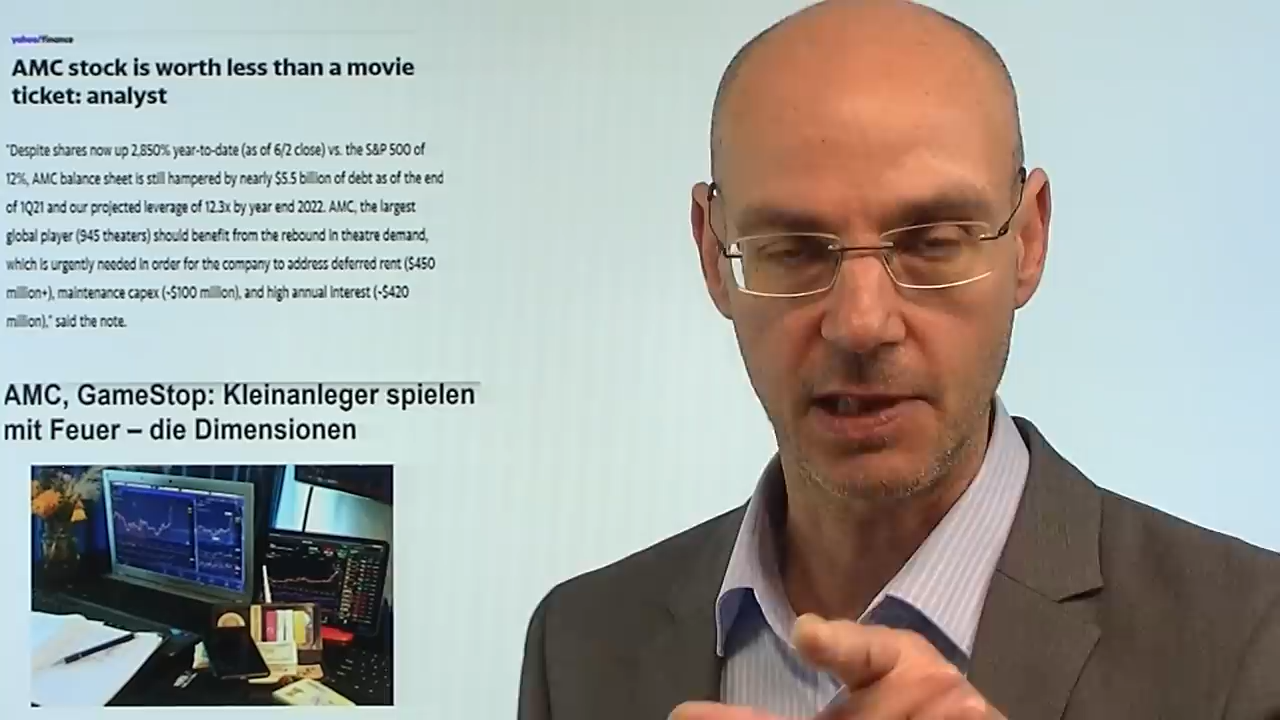 yahoo/finance
AMC stock is worth less than a movie
ticket: analyst
"Despite shares now up 2,850% year-to-date (as of 6/2 close) vs. the S&P 500 of
12%, AMC balance sheet is still hampered by nearly $5.5 billion of debt as of the end
of 1Q21 and our projected leverage of 12.3x by year end 2022. AMC, the largest
global player (945 theaters) should benefit from the rebound in theatre demand,
which is urgently needed in order for the company to address deferred rent ($450
million+), maintenance capex (~$100 million), and high annual interest (~$420
million)," said the note.
AMC, GameStop: Kleinanleger spielen
mit Feuer – die Dimensionen